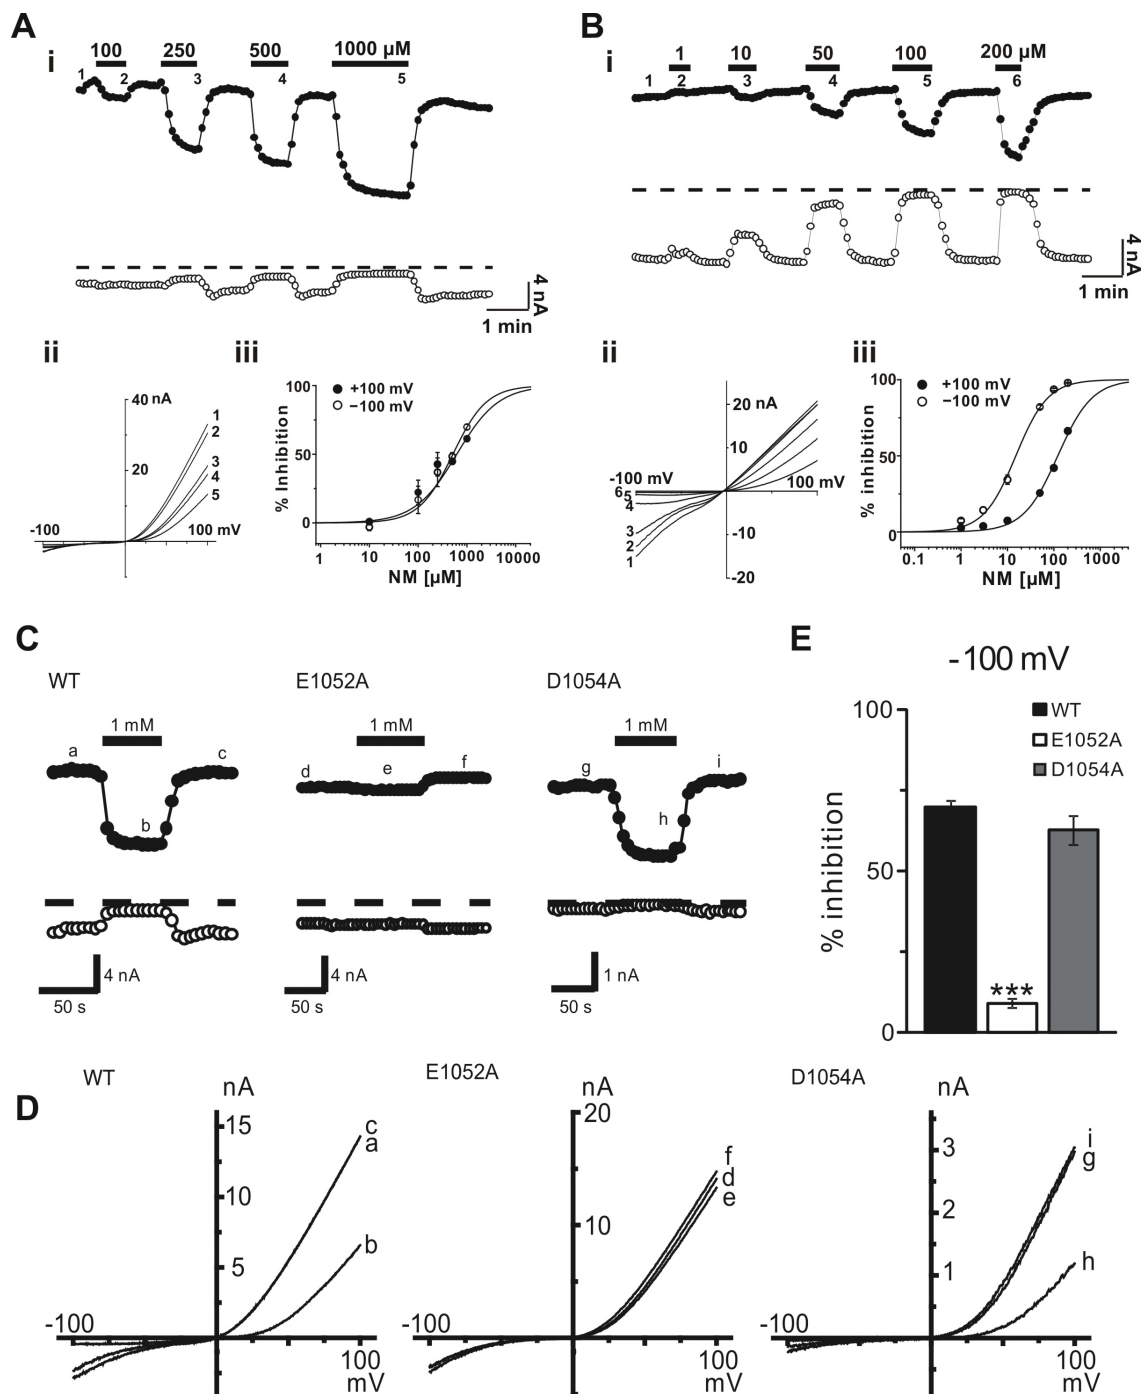 A
i
100
250
500
1000 µM
1
2
3
4
5
4 nA
1 min
ii
40 nA
20
-100
100 mV
1
2
3
4
5
iii
% Inhibition
100
50
0
+100 mV
−100 mV
1
10
100
1000
10000
NM [µM]
B
i
1
10
50
100
200 µM
1
2
3
4
5
6
4 nA
1 min
ii
20 nA
10
-10
-20
-100 mV
100 mV
6
5
4
3
2
1
iii
% inhibition
100
50
0
+100 mV
−100 mV
0.1
1
10
100
1000
NM [µM]
C
WT
1 mM
a
b
c
4 nA
50 s
E1052A
1 mM
d
e
f
4 nA
50 s
D1054A
1 mM
g
h
i
1 nA
50 s
E
-100 mV
WT
E1052A
D1054A
% inhibition
100
50
0
***
D
WT
nA
15
10
5
c
a
b
-100
100
mV
E1052A
nA
20
10
f
d
e
-100
100
mV
D1054A
nA
3
2
1
i
g
h
-100
100
mV